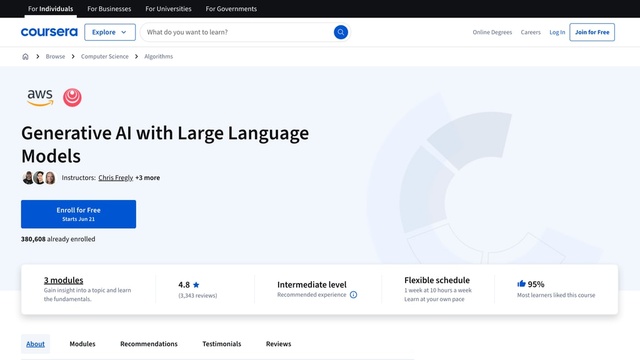 For Individuals For Businesses For Universities For Governments
coursera Explore What do you want to learn? Online Degrees Careers Log In Join for Free
Browse Computer Science Algorithms
aws
Generative AI with Large Language
Models
Instructors: Chris Fregly +3 more
Enroll for Free
Starts Jun 21
380,608 already enrolled
3 modules
Gain insight into a topic and learn
the fundamentals.
4.8
(3,343 reviews)
Intermediate level
Recommended experience
Flexible schedule
1 week at 10 hours a week
Learn at your own pace
95%
Most learners liked this course
About Modules Recommendations Testimonials Reviews